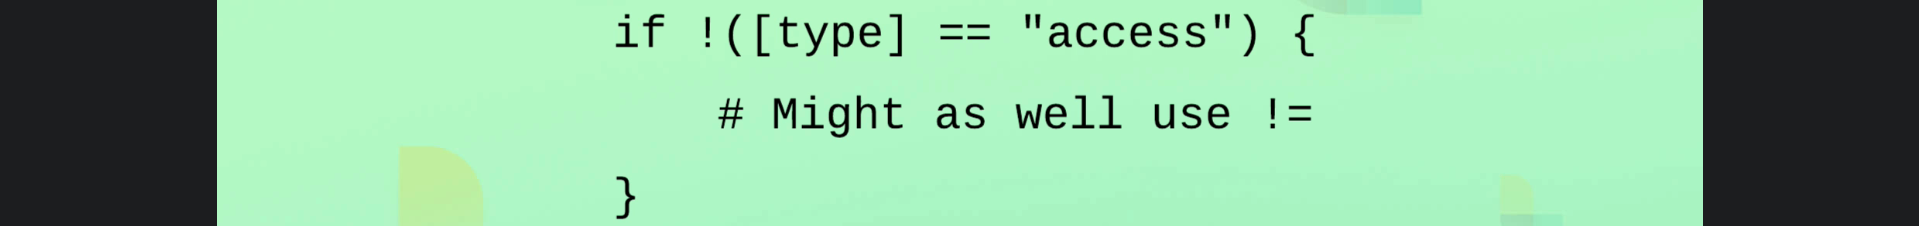 if !([type] == "access") {
# Might as well use !=
}